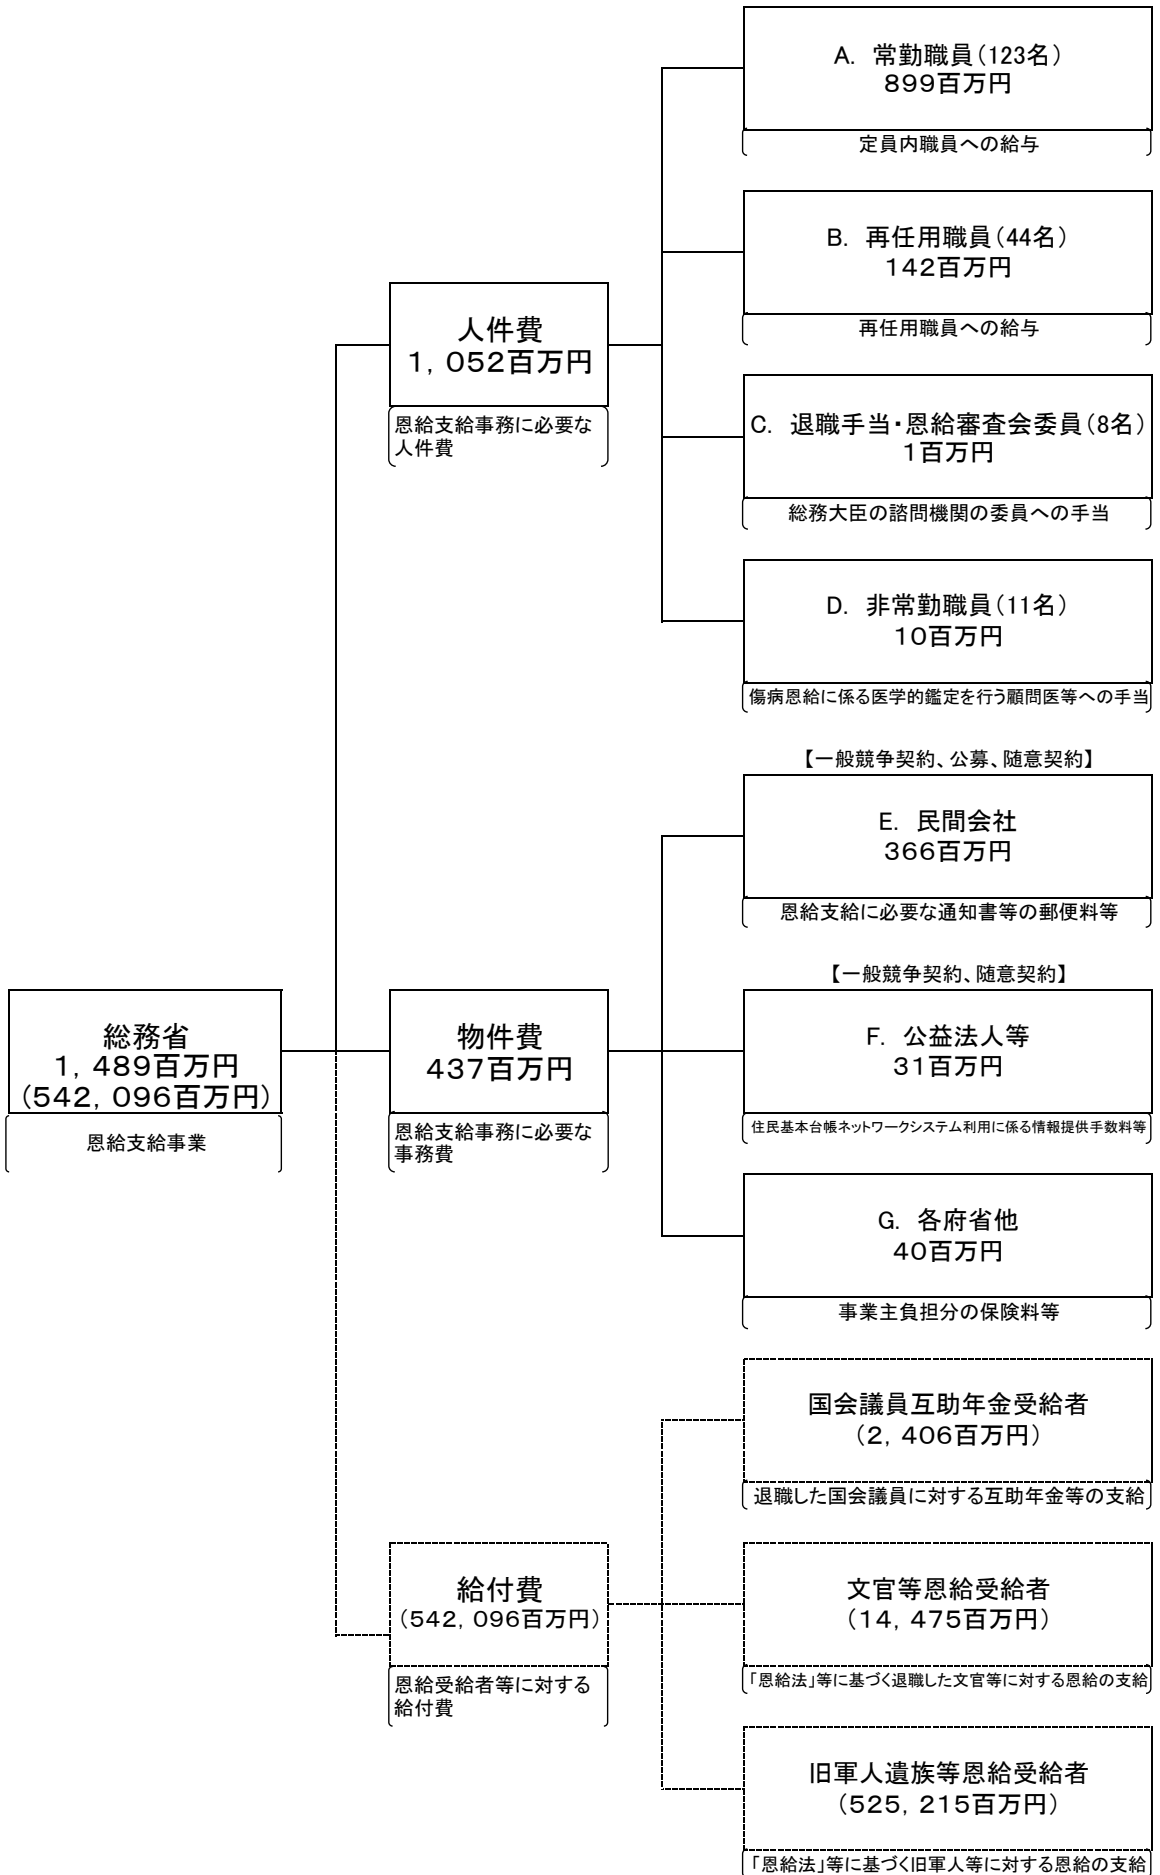 A. 常勤職員(123名)
899百万円
定員内職員への給与
B. 再任用職員(44名)
142百万円
再任用職員への給与
人件費
1,052百万円
恩給支給事務に必要な
人件費
C. 退職手当・恩給審査会委員(8名)
1百万円
総務大臣の諮問機関の委員への手当
D. 非常勤職員(11名)
10百万円
傷病恩給に係る医学的鑑定を行う顧問医等への手当
【一般競争契約、公募、随意契約】
E. 民間会社
366百万円
恩給支給に必要な通知書等の郵便料等
【一般競争契約、随意契約】
総務省
1,489百万円
(542,096百万円)
恩給支給事業
物件費
437百万円
恩給支給事務に必要な
事務費
F. 公益法人等
31百万円
住民基本台帳ネットワークシステム利用に係る情報提供手数料等
G. 各府省他
40百万円
事業主負担分の保険料等
国会議員互助年金受給者
(2,406百万円)
退職した国会議員に対する互助年金等の支給
給付費
(542,096百万円)
恩給受給者等に対する
給付費
文官等恩給受給者
(14,475百万円)
「恩給法」等に基づく退職した文官等に対する恩給の支給
旧軍人遺族等恩給受給者
(525,215百万円)
「恩給法」等に基づく旧軍人等に対する恩給の支給